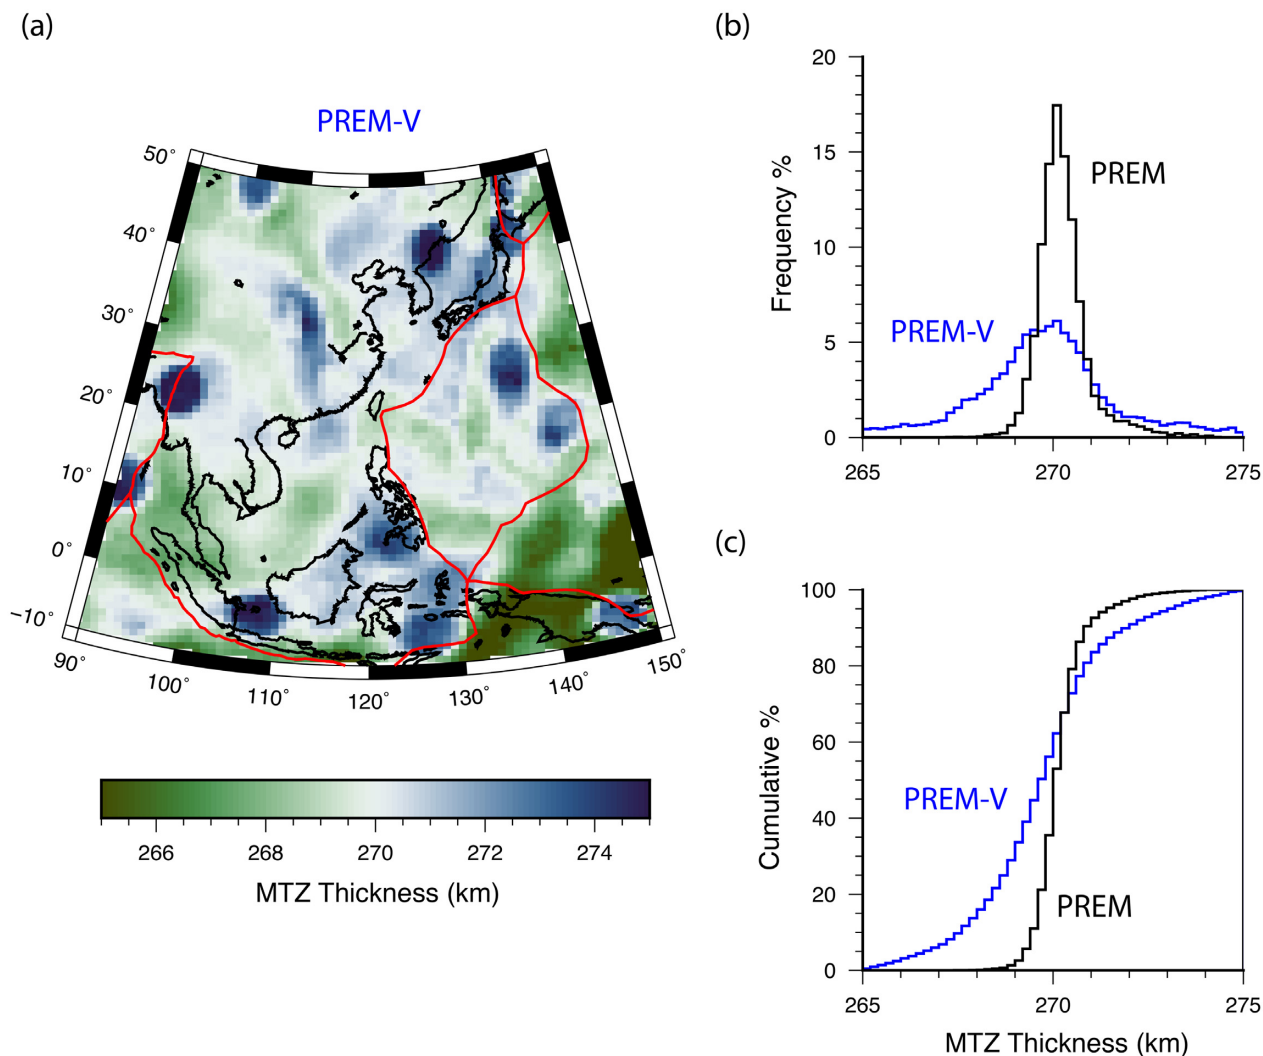 (a)
PREM-V
50°
40°
30°
20°
10°
0°
−10°
90°
100°
110°
120°
130°
140°
150°
266 268 270 272 274
MTZ Thickness (km)
(b)
20
15
10
5
0
Frequency %
PREM
PREM-V
265 270 275
(c)
100
80
60
40
20
0
Cumulative %
PREM-V
PREM
265 270 275
MTZ Thickness (km)